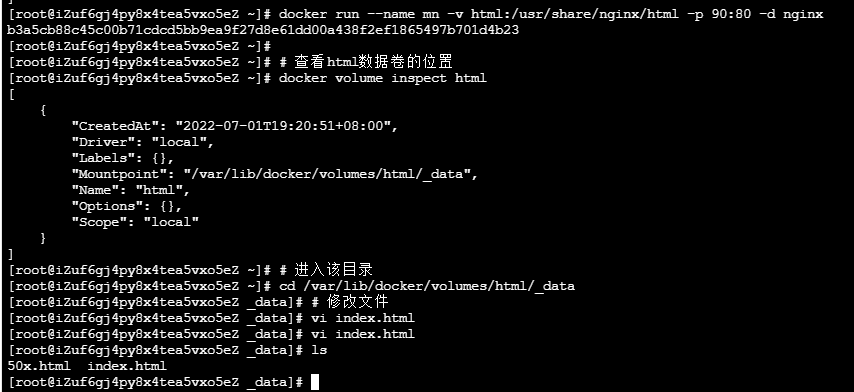 [root@iZuf6gj4py8x4tea5vxo5eZ ~]# docker run --name mn -v html:/usr/share/nginx/html -p 90:80 -d nginx
b3a5cb88c45c00b71cdcd5bb9ea9f27d8e61dd00a438f2ef1865497b701d4b23
[root@iZuf6gj4py8x4tea5vxo5eZ ~]#
[root@iZuf6gj4py8x4tea5vxo5eZ ~]# # 查看html数据卷的位置
[root@iZuf6gj4py8x4tea5vxo5eZ ~]# docker volume inspect html
[
    {
        "CreatedAt": "2022-07-01T19:20:51+08:00",
        "Driver": "local",
        "Labels": {},
        "Mountpoint": "/var/lib/docker/volumes/html/_data",
        "Name": "html",
        "Options": {},
        "Scope": "local"
    }
]
[root@iZuf6gj4py8x4tea5vxo5eZ ~]# # 进入该目录
[root@iZuf6gj4py8x4tea5vxo5eZ ~]# cd /var/lib/docker/volumes/html/_data
[root@iZuf6gj4py8x4tea5vxo5eZ _data]# # 修改文件
[root@iZuf6gj4py8x4tea5vxo5eZ _data]# vi index.html
[root@iZuf6gj4py8x4tea5vxo5eZ _data]# vi index.html
[root@iZuf6gj4py8x4tea5vxo5eZ _data]# ls
50x.html  index.html
[root@iZuf6gj4py8x4tea5vxo5eZ _data]#